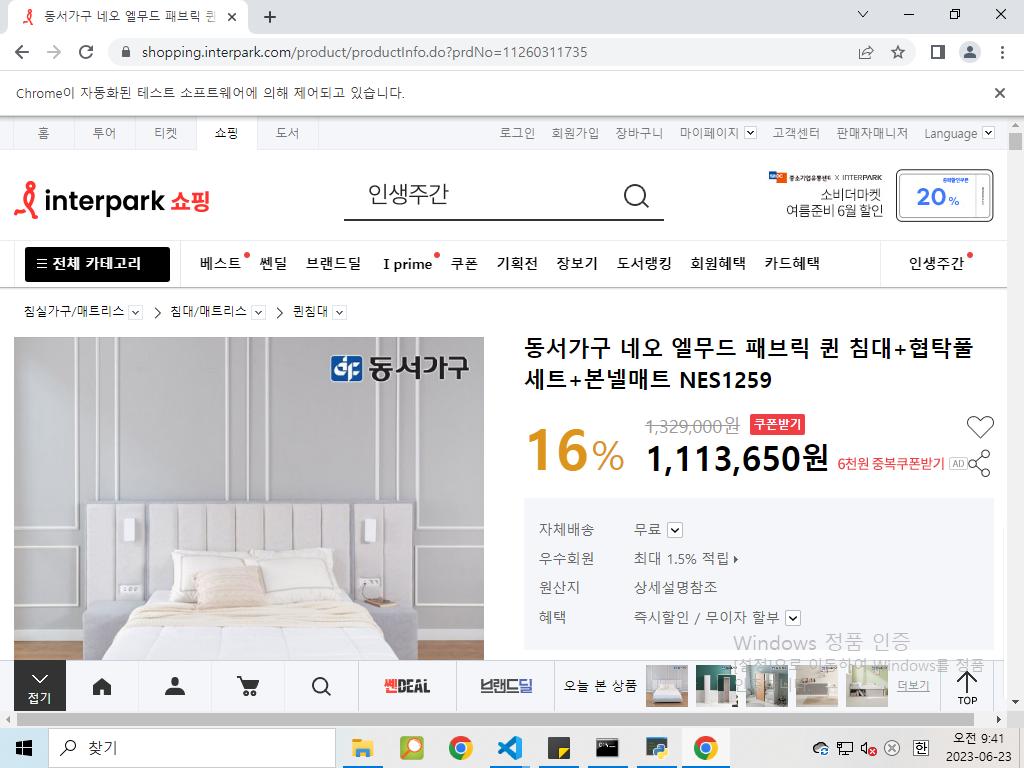 동서가구 네오 엘무드 패브릭 퀸
shopping.interpark.com/product/productInfo.do?prdNo=11260311735
Chrome이 자동화된 테스트 소프트웨어에 의해 제어되고 있습니다.
홈 투어 티켓 쇼핑 도서 로그인 회원가입 장바구니 마이페이지 고객센터 판매자매니저 Language
interpark 쇼핑
인생주간
중소기업유통센터 X INTERPARK
소비더마켓
여름준비 6월 할인
20%
전체 카테고리 베스트 쎈딜 브랜드딜 I prime 쿠폰 기획전 장보기 도서랭킹 회원혜택 카드혜택 인생주간
침실가구/매트리스 침대/매트리스 퀸침대
동서가구
동서가구 네오 엘무드 패브릭 퀸 침대+협탁풀
세트+본넬매트 NES1259
16%
1,329,000원 쿠폰받기
1,113,650원 6천원 중복쿠폰받기 AD
자체배송 무료
우수회원 최대 1.5% 적립
원산지 상세설명참조
혜택 즉시할인 / 무이자 할부
Windows 정품 인증
[설정]으로 이동하여 Windows를 정품
접기
쎈DEAL
브랜드딜
오늘 본 상품
더보기
TOP
찾기
한
오전 9:41
2023-06-23